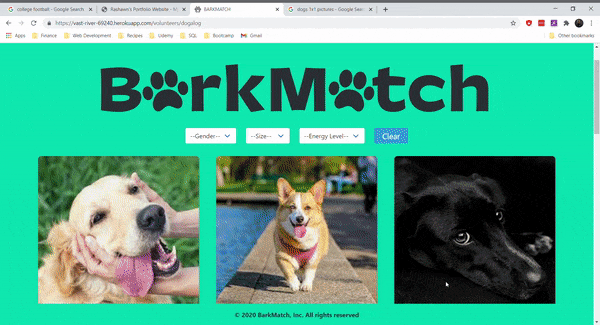 college football - Google Search
Rashawn's Portfolio Website - V
BARKMATCH
dogs 1x1 pictures - Google Sear
https://vast-river-69240.herokuapp.com/volunteers/dogalog
Apps
Finance
Web Development
Recipes
Udemy
SQL
Bootcamp
Gmail
Other bookmarks
BarkMatch
--Gender--
--Size--
--Energy Level--
Clear
© 2020 BarkMatch, Inc. All rights reserved